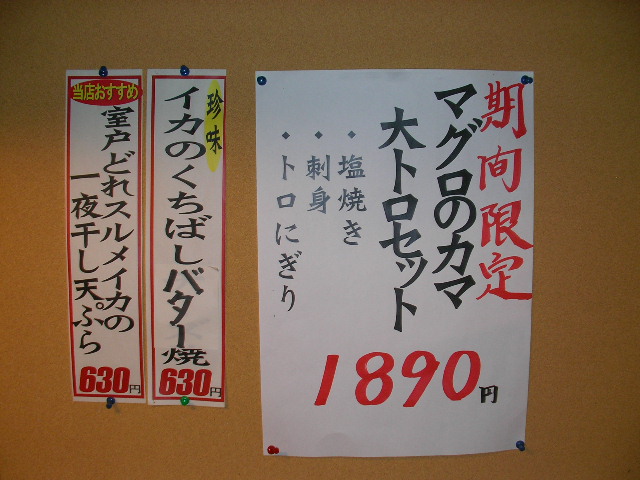 期間限定
マグロのカマ
大トロセット
・塩焼き
・刺身
・トロにぎり
1890円
珍味
イカのくちばしバター焼
630円
当店おすすめ
室戸どれスルメイカの
一夜干し天ぷら
630円